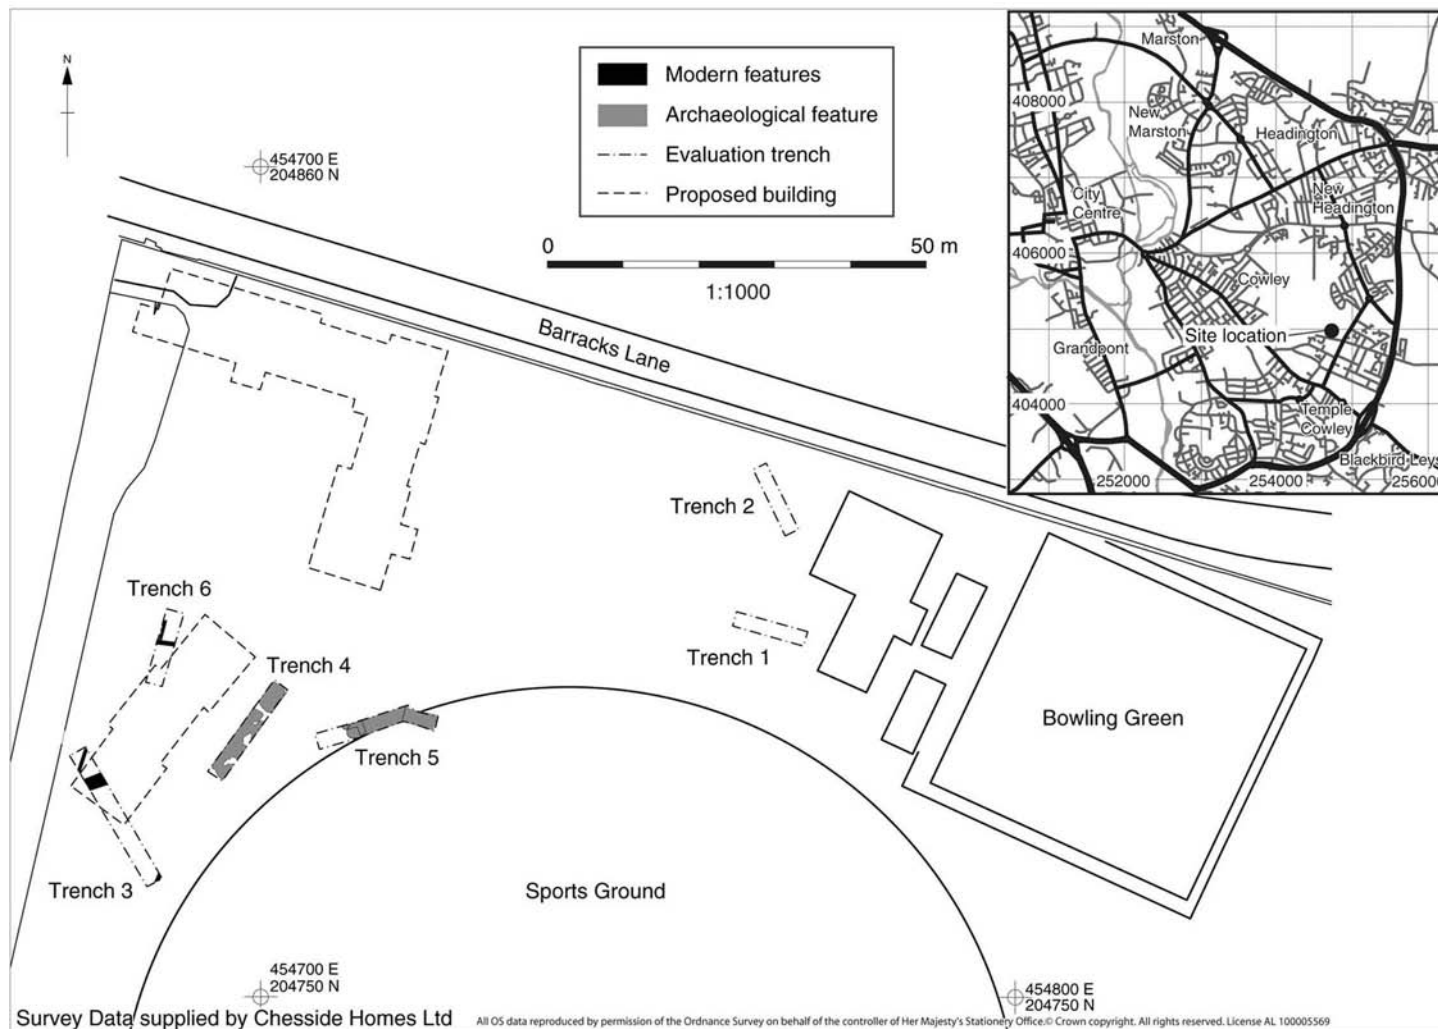 N
454700 E
204860 N
Modern features
Archaeological feature
Evaluation trench
Proposed building
0
50 m
1:1000
Barracks Lane
Marston
408000
New
Marston
Headington
City
Centre
New
Headington
406000
Cowley
Site location
Grandpont
404000
Temple
Cowley
Blackbird Leys
252000
254000
256000
Trench 2
Trench 6
Trench 4
Trench 1
Trench 5
Bowling Green
Trench 3
Sports Ground
454700 E
204750 N
454800 E
204750 N
Survey Data supplied by Chesside Homes Ltd
All OS data reproduced by permission of the Ordnance Survey on behalf of the controller of Her Majesty's Stationery Office.© Crown copyright. All rights reserved. License AL 100005569